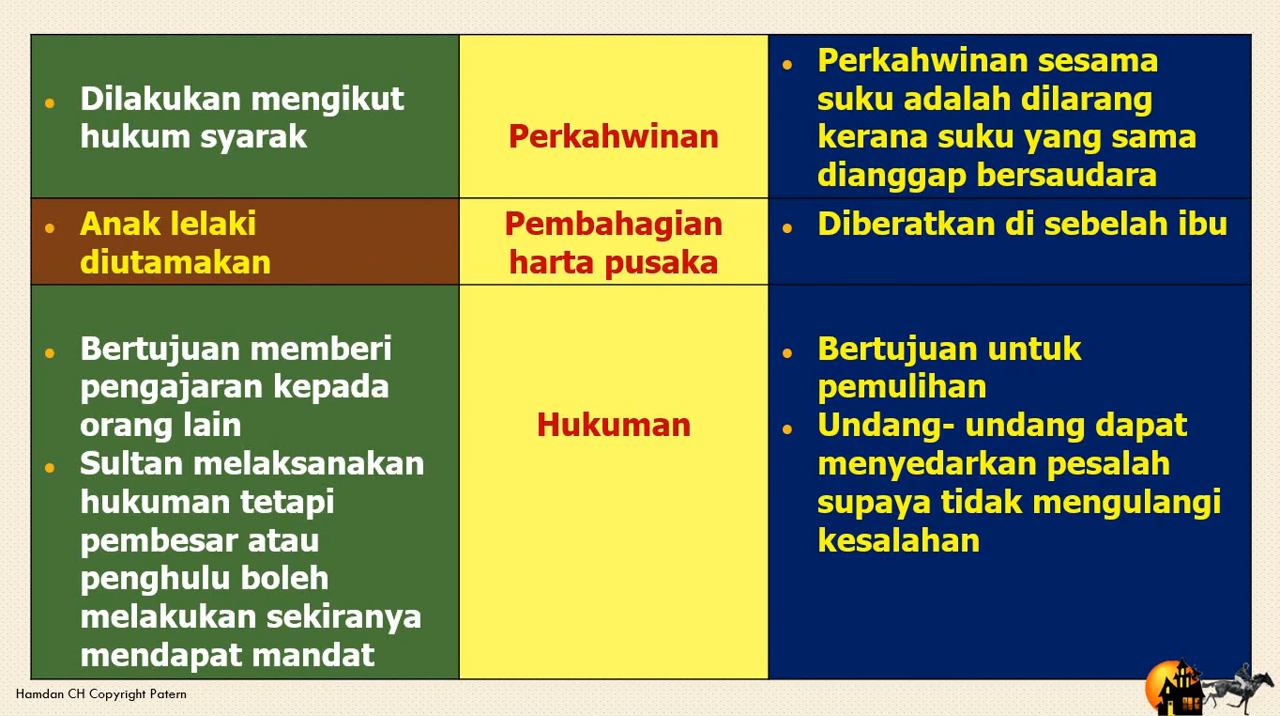 • Dilakukan mengikut
hukum syarak
Perkahwinan
• Perkahwinan sesama
suku adalah dilarang
kerana suku yang sama
dianggap bersaudara
• Anak lelaki
diutamakan
Pembahagian
harta pusaka
• Diberatkan di sebelah ibu
• Bertujuan memberi
pengajaran kepada
orang lain
• Sultan melaksanakan
hukuman tetapi
pembesar atau
penghulu boleh
melakukan sekiranya
mendapat mandat
Hukuman
• Bertujuan untuk
pemulihan
• Undang- undang dapat
menyedarkan pesalah
supaya tidak mengulangi
kesalahan
Hamdan CH Copyright Patern